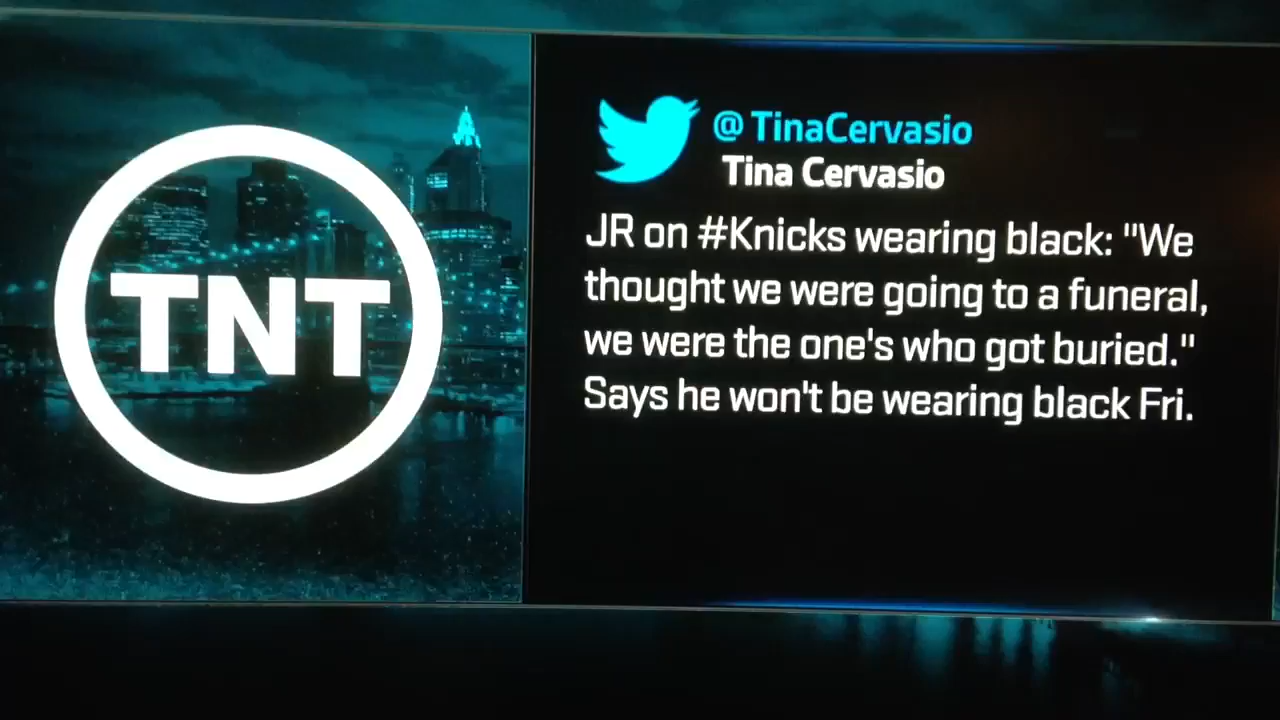 TNT
@TinaCervasio
Tina Cervasio
JR on #Knicks wearing black: "We
thought we were going to a funeral,
we were the one's who got buried."
Says he won't be wearing black Fri.